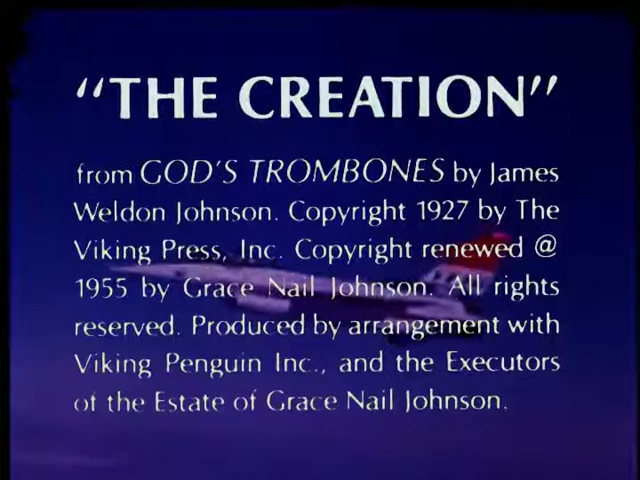 "THE CREATION"
from GOD'S TROMBONES by James
Weldon Johnson. Copyright 1927 by The
Viking Press, Inc. Copyright renewed @
1955 by Grace Nail Johnson. All rights
reserved. Produced by arrangement with
Viking Penguin Inc., and the Executors
of the Estate of Grace Nail Johnson.